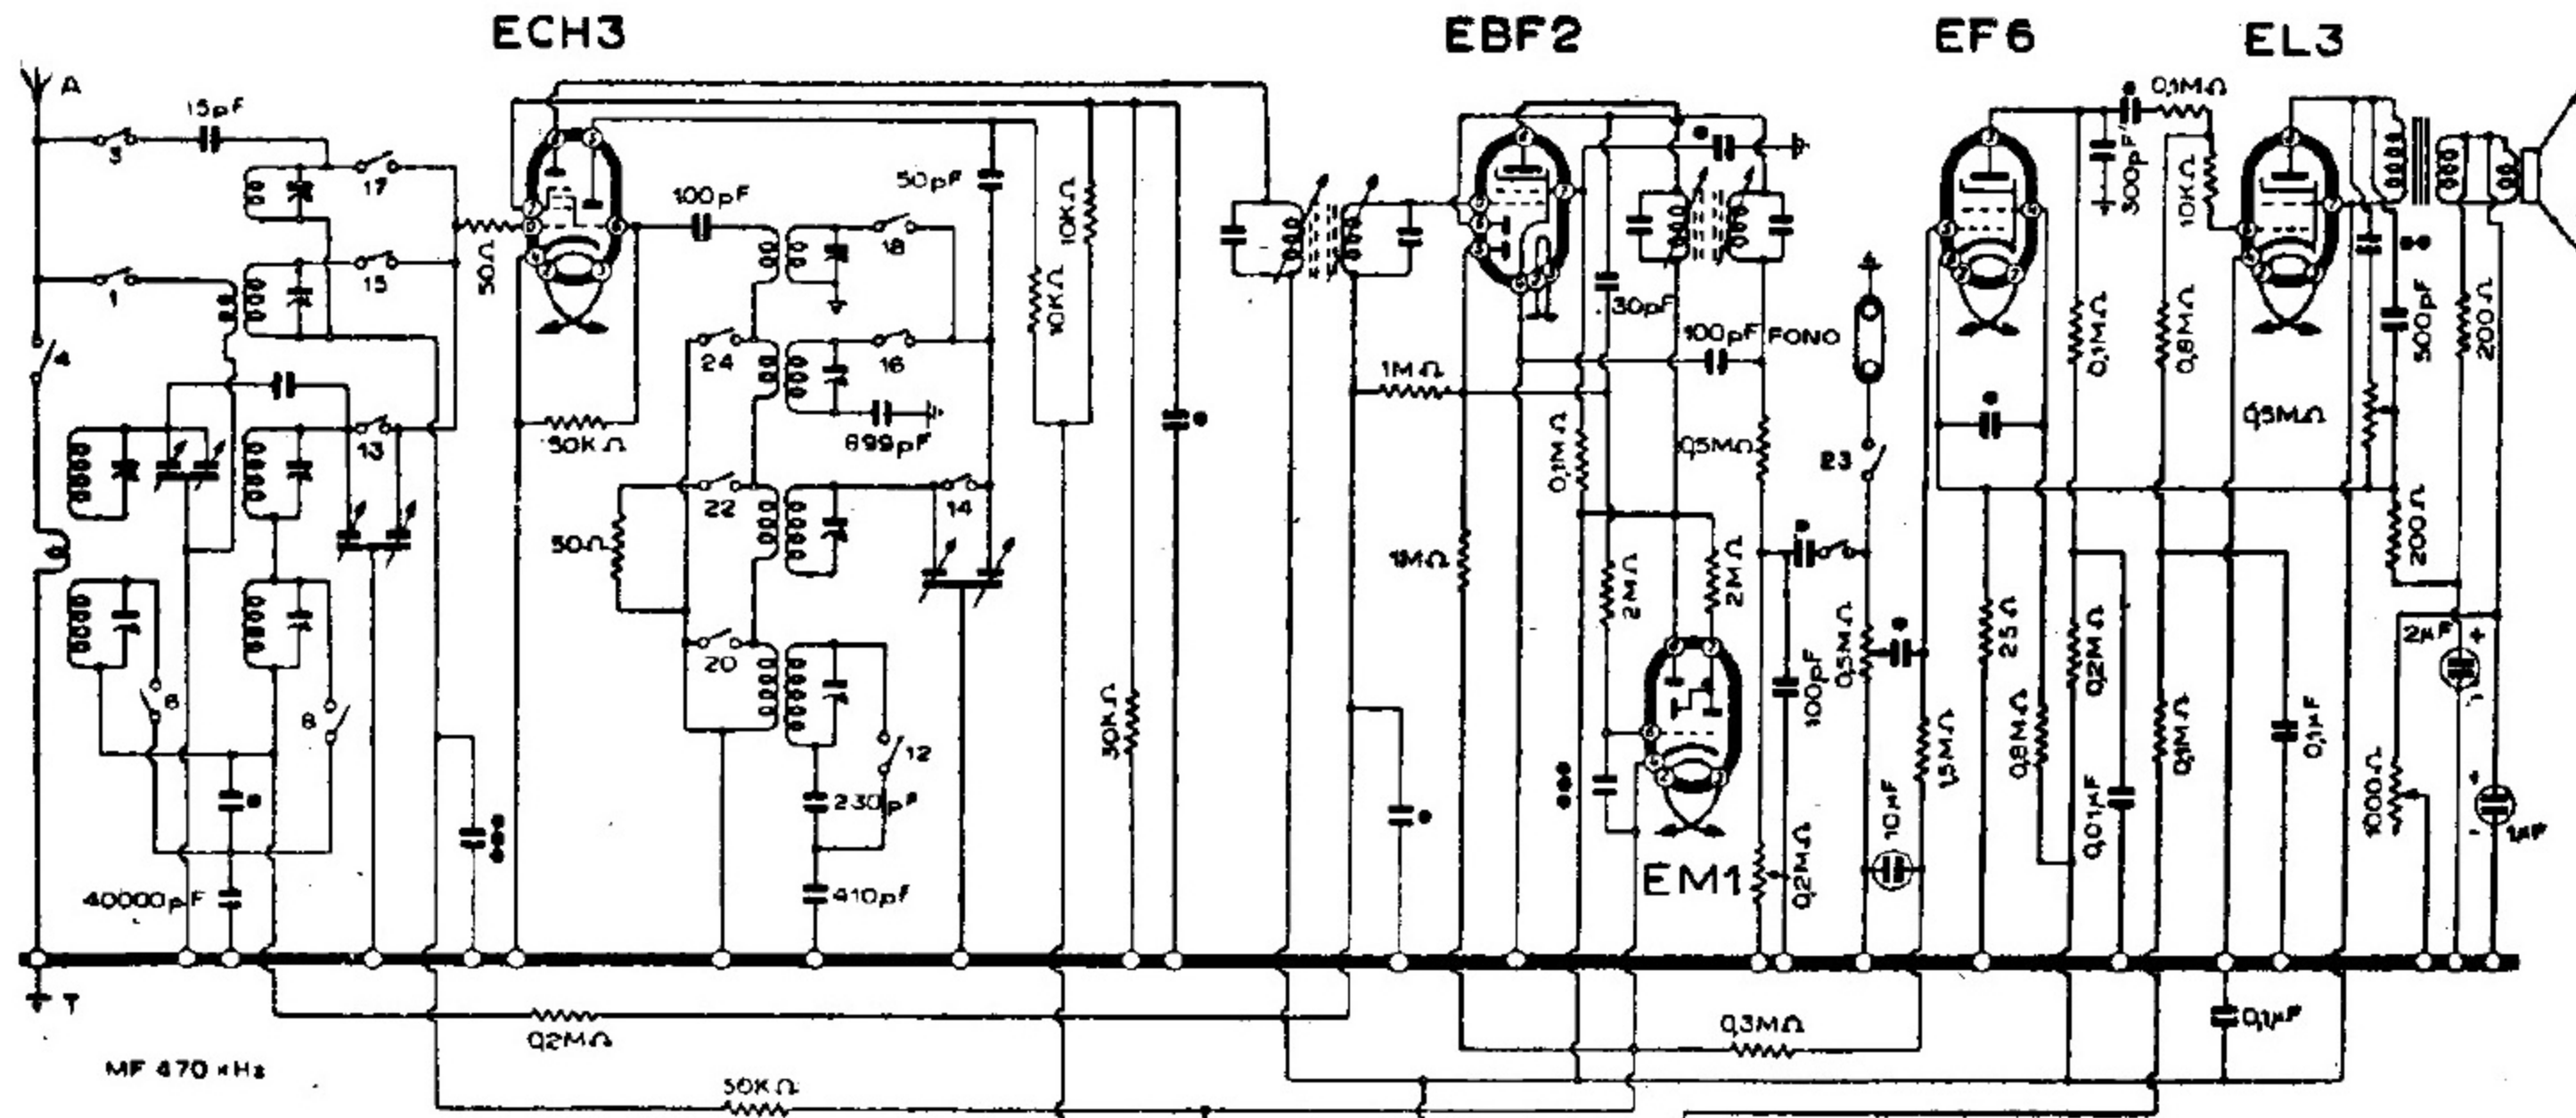 ECH3
EBF2
EF6
EL3
A
15pF
3
17
1
15
4
50Ω
100pF
50pF
10KΩ
10KΩ
18
24
16
899pF
50KΩ
13
22
14
50Ω
20
12
230pF
410pF
6
8
40000pF
30KΩ
30pF
100pF
FONO
1MΩ
0,1MΩ
0,5MΩ
1MΩ
2MΩ
2MΩ
23
0,5MΩ
100pF
0,2MΩ
EM1
10µF
1,5MΩ
0,1MΩ
300pF
10KΩ
0,1MΩ
0,8MΩ
0,5MΩ
500pF
200Ω
200Ω
25Ω
0,8MΩ
0,2MΩ
0,01µF
0,1MΩ
0,1µF
2µF
+
-
1000Ω
+
-
1µF
T
0,2MΩ
0,3MΩ
0,1µF
MF 470 KHz
50KΩ